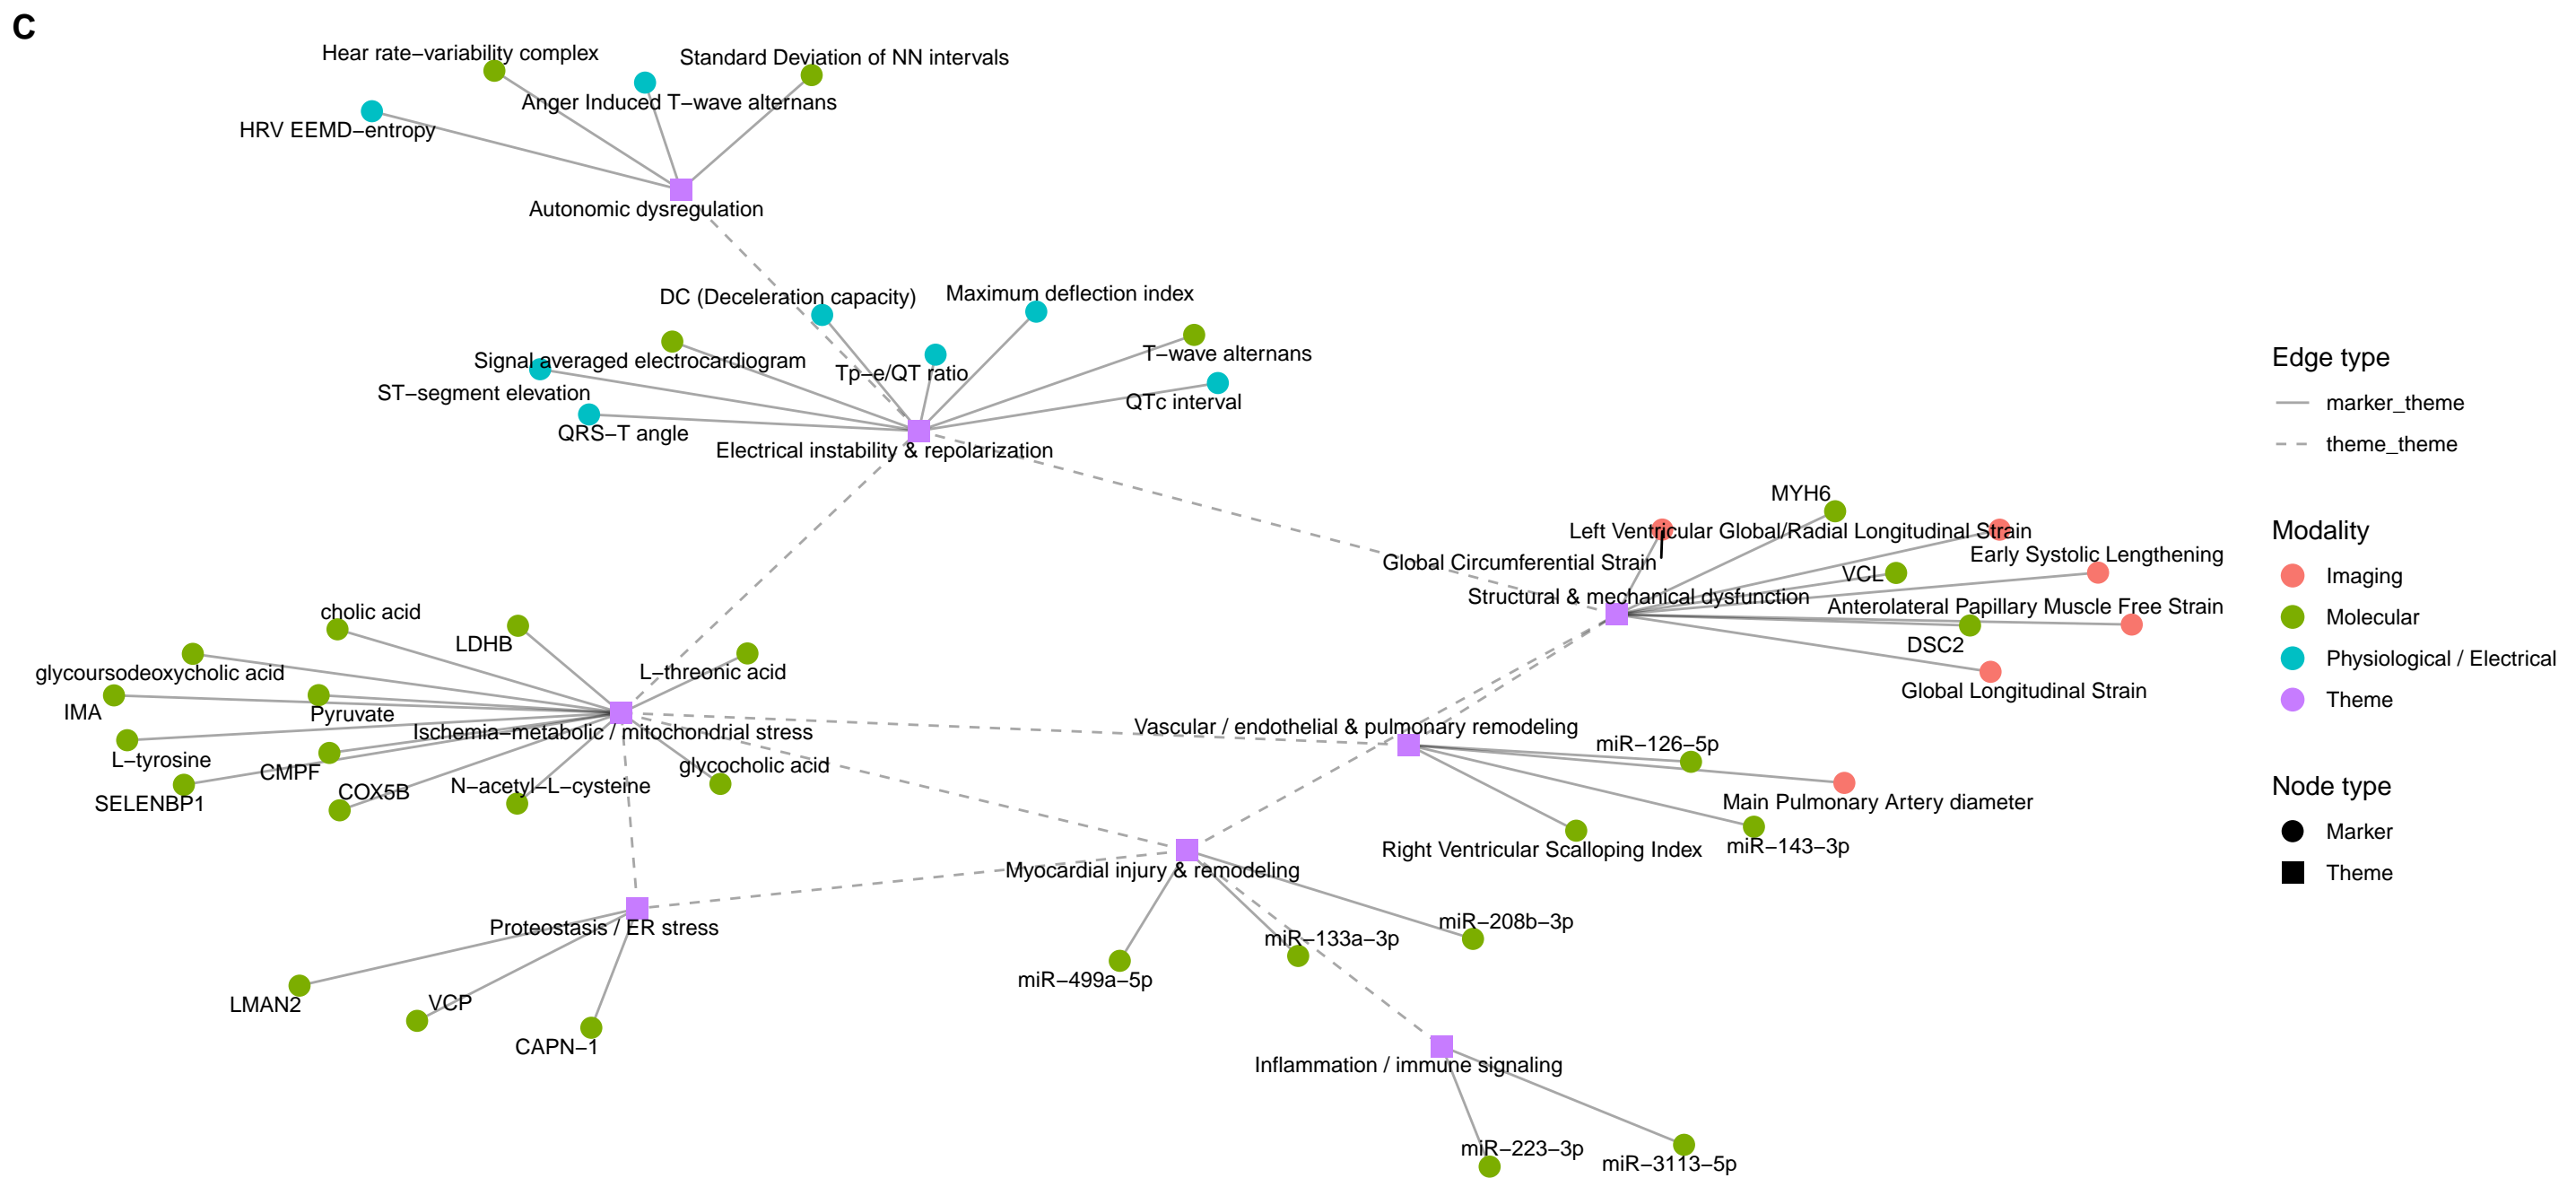 C
Hear rate−variability complex
Standard Deviation of NN intervals
Anger Induced T−wave alternans
HRV EEMD−entropy
Autonomic dysregulation
DC (Deceleration capacity)
Maximum deflection index
Signal averaged electrocardiogram
T−wave alternans
Tp−e/QT ratio
ST−segment elevation
QTc interval
QRS−T angle
Electrical instability & repolarization
MYH6
Left Ventricular Global/Radial Longitudinal Strain
Early Systolic Lengthening
Global Circumferential Strain
VCL
Structural & mechanical dysfunction
Anterolateral Papillary Muscle Free Strain
DSC2
Global Longitudinal Strain
cholic acid
LDHB
L−threonic acid
glycoursodeoxycholic acid
IMA
Pyruvate
Ischemia−metabolic / mitochondrial stress
L−tyrosine
CMPF
glycocholic acid
SELENBP1
COX5B
N−acetyl−L−cysteine
Vascular / endothelial & pulmonary remodeling
miR−126−5p
Main Pulmonary Artery diameter
Right Ventricular Scalloping Index
miR−143−3p
Myocardial injury & remodeling
miR−208b−3p
miR−133a−3p
miR−499a−5p
Proteostasis / ER stress
LMAN2
VCP
CAPN−1
Inflammation / immune signaling
miR−223−3p
miR−3113−5p
Edge type
marker_theme
theme_theme
Modality
Imaging
Molecular
Physiological / Electrical
Theme
Node type
Marker
Theme